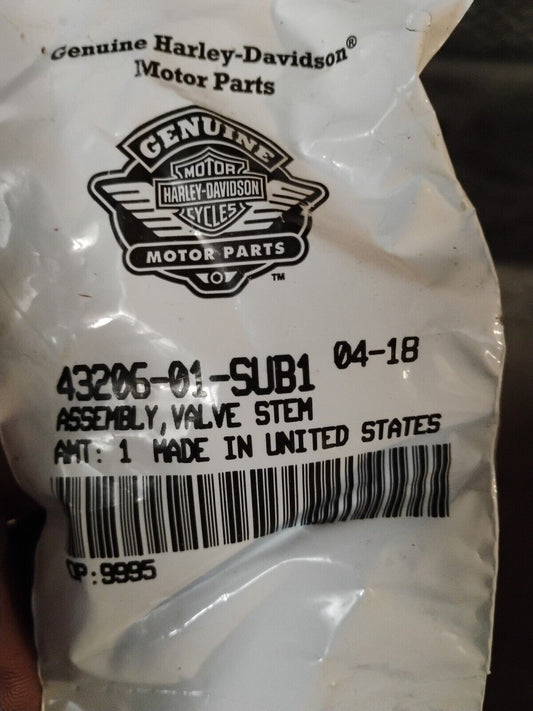 Genuine Harley-Davidson®
Motor Parts
GENUINE
MOTOR
HARLEY-DAVIDSON
CYCLES
MOTOR PARTS
TM
43206-01-SUB1 04-18
ASSEMBLY, VALVE STEM
AMT: 1 MADE IN UNITED STATES
OP:9995